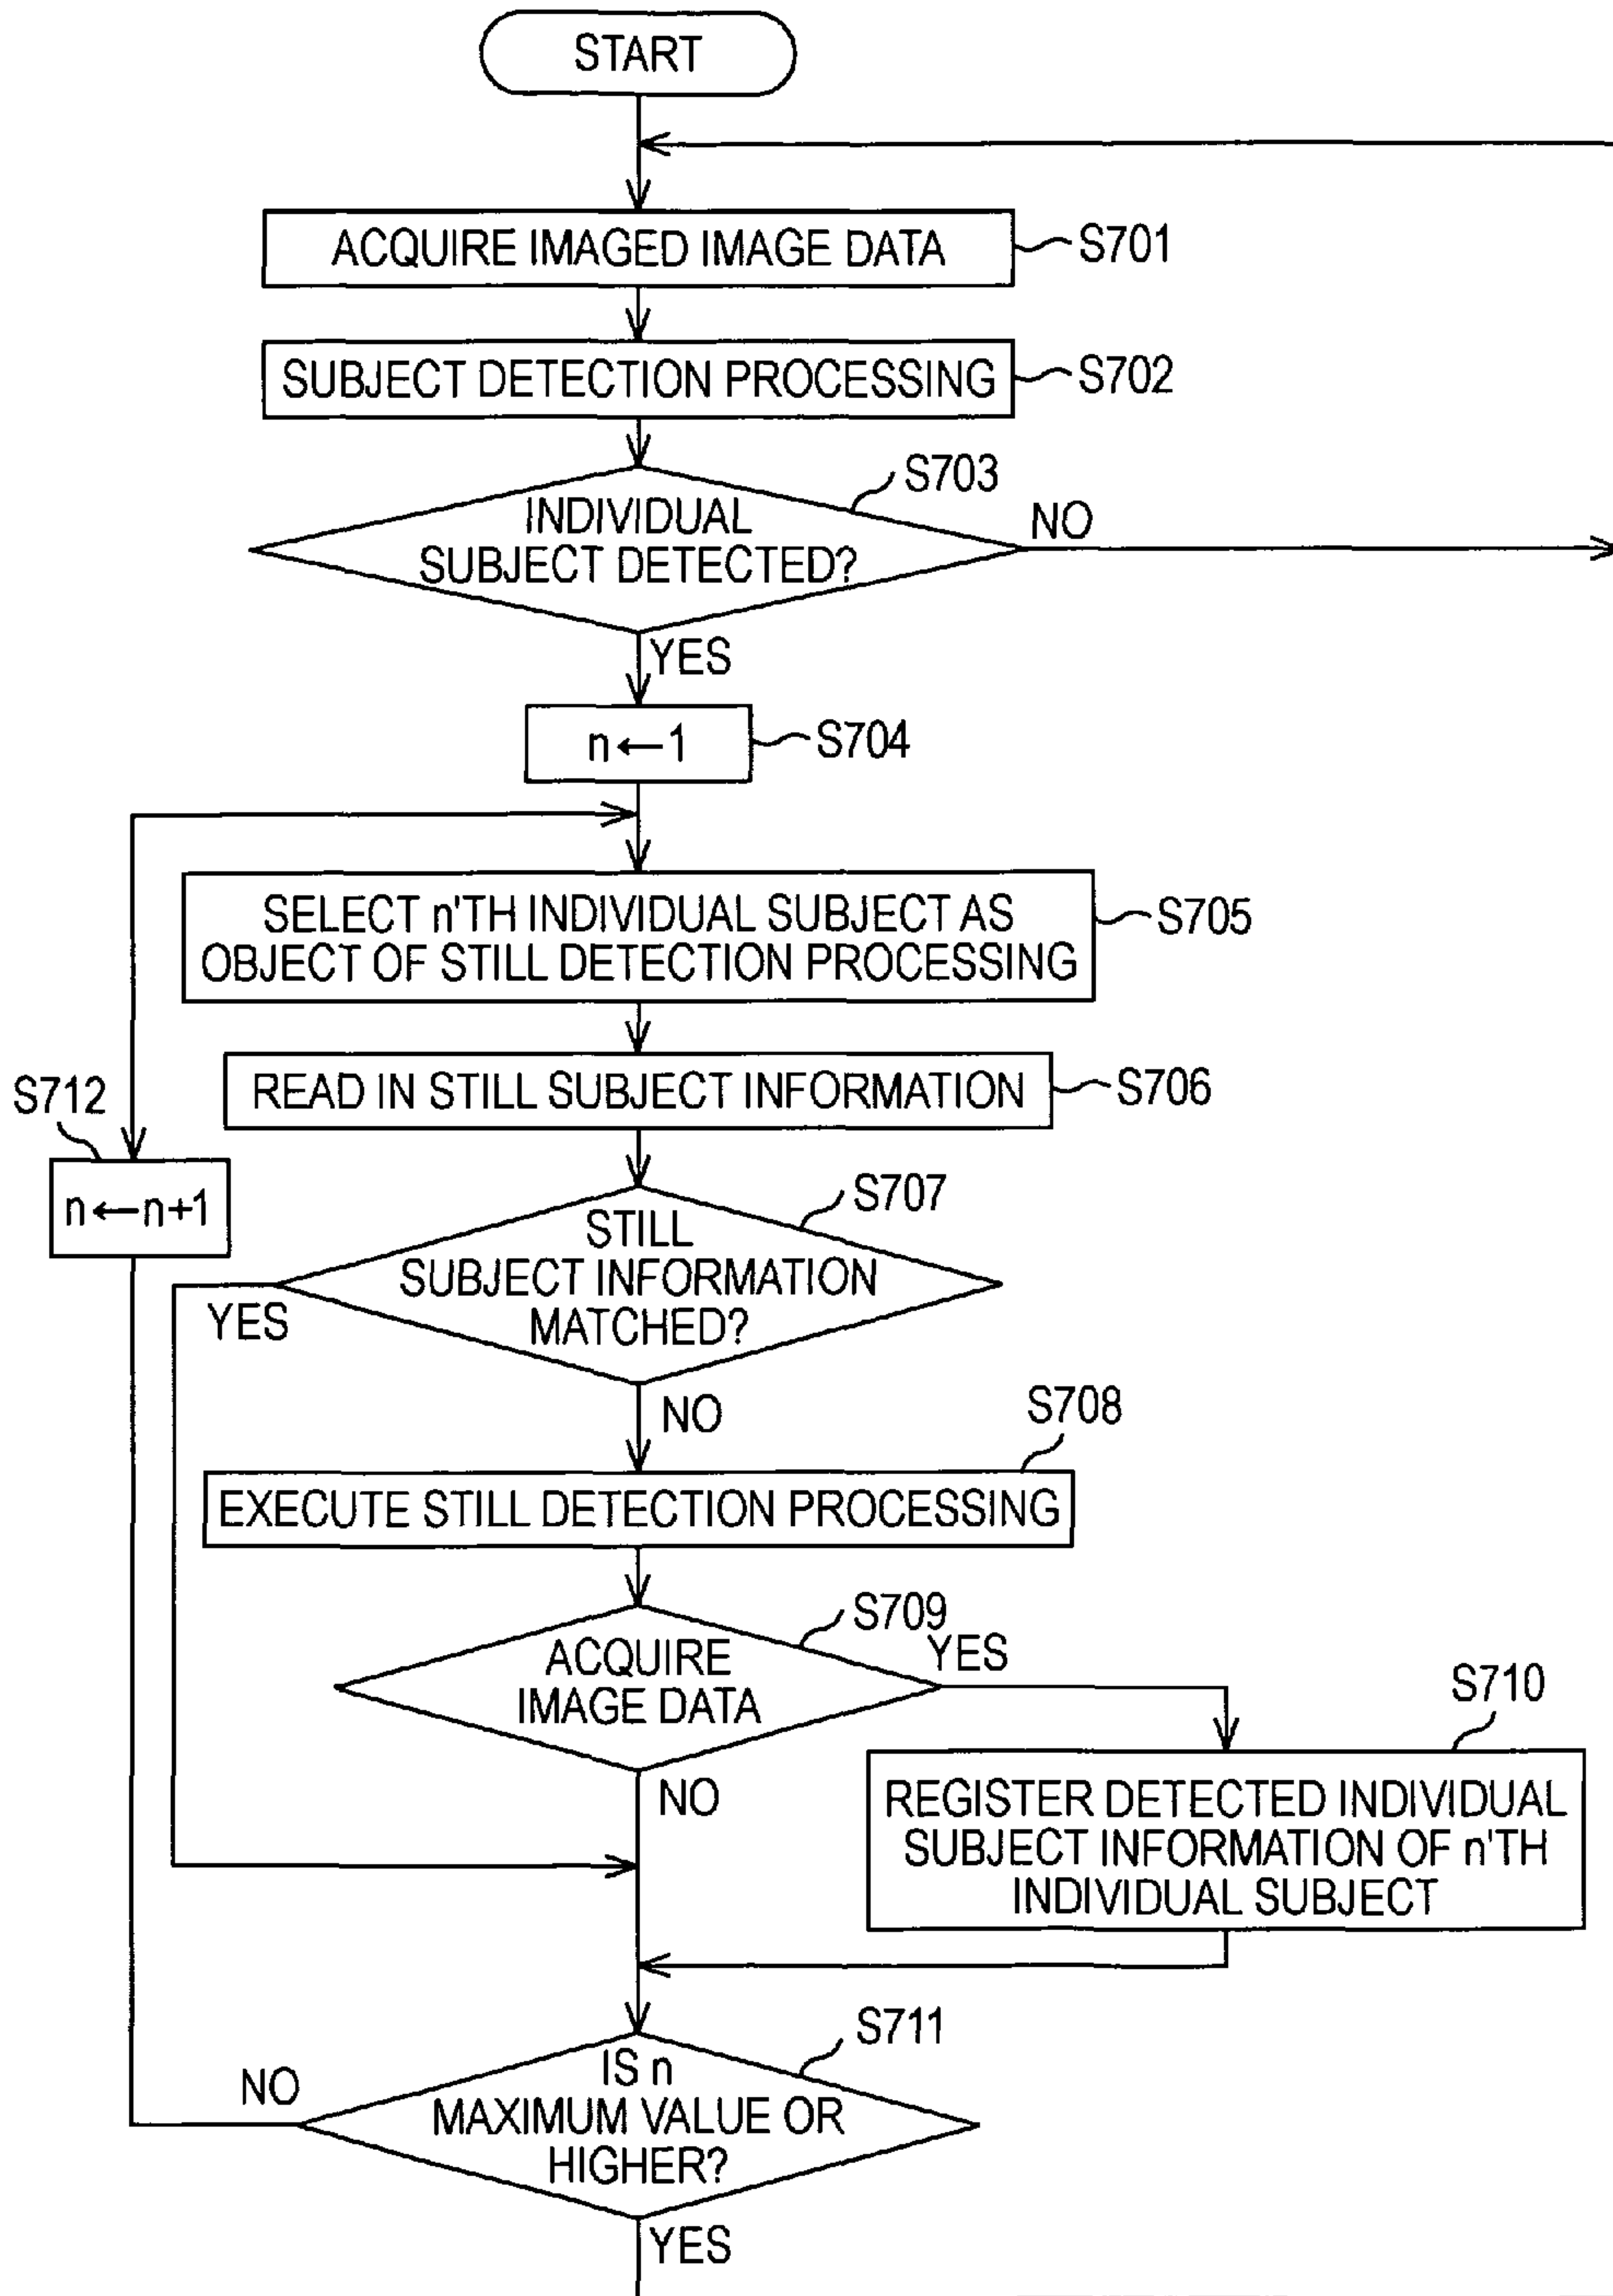 START
ACQUIRE IMAGED IMAGE DATA
S701
SUBJECT DETECTION PROCESSING
S702
S703
INDIVIDUAL
SUBJECT DETECTED?
NO
YES
n←1
S704
SELECT n'TH INDIVIDUAL SUBJECT AS
OBJECT OF STILL DETECTION PROCESSING
S705
READ IN STILL SUBJECT INFORMATION
S706
S712
n←n+1
S707
STILL
SUBJECT INFORMATION
MATCHED?
YES
NO
S708
EXECUTE STILL DETECTION PROCESSING
S709
ACQUIRE
IMAGE DATA
YES
NO
S710
REGISTER DETECTED INDIVIDUAL
SUBJECT INFORMATION OF n'TH
INDIVIDUAL SUBJECT
S711
IS n
MAXIMUM VALUE OR
HIGHER?
NO
YES